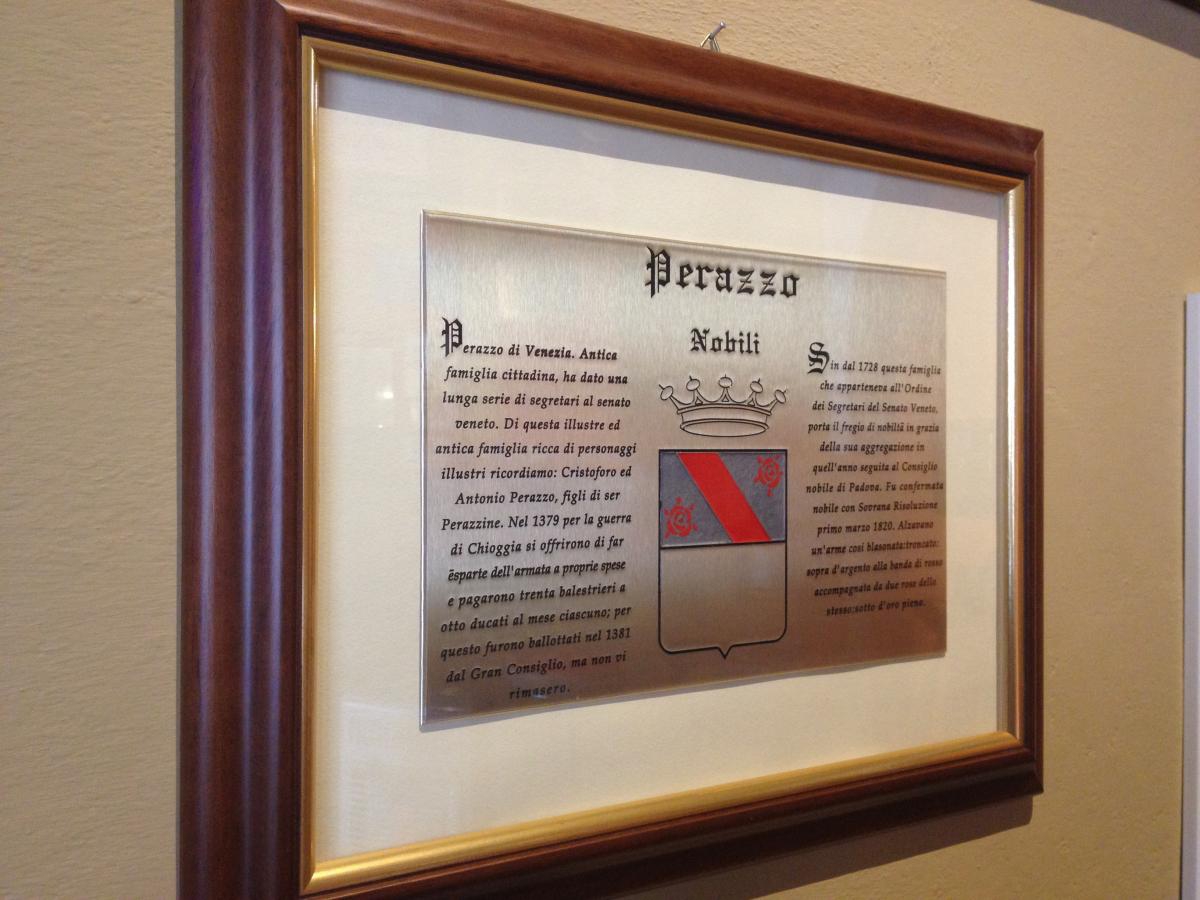 Perazzo
Nobili
Perazzo di Venezia. Antica
famiglia cittadina, ha dato una
lunga serie di segretari al senato
veneto. Di questa illustre ed
antica famiglia ricca di personaggi
illustri ricordiamo: Cristoforo ed
Antonio Perazzo, figli di ser
Perazzine. Nel 1379 per la guerra
di Chioggia si offrirono di far
ēsparte dell'armata a proprie spese
e pagarono trenta balestrieri a
otto ducati al mese ciascuno; per
questo furono ballottati nel 1381
dal Gran Consiglio, ma non vi
rimasero.
Sin dal 1728 questa famiglia
che apparteneva all'Ordine
dei Segretari del Senato Veneto,
porta il fregio di nobiltà in grazia
della sua aggregazione in
quell'anno seguita al Consiglio
nobile di Padova. Fu confermata
nobile con Sovrana Risoluzione
primo marzo 1820. Alzavano
un'arme così blasonata:troncato:
sopra d'argento alla banda di rosso
accompagnata da due rose dello
stesso:sotto d'oro pieno.